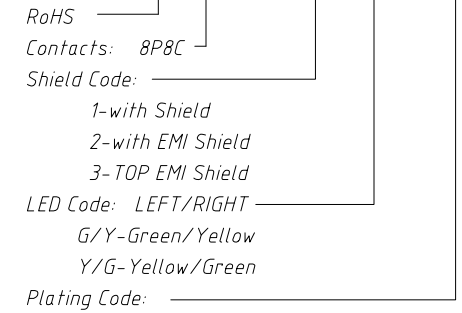 RoHS
Contacts: 8P8C
Shield Code:
1-with Shield
2-with EMI Shield
3-TOP EMI Shield
LED Code: LEFT/RIGHT
G/Y-Green/Yellow
Y/G-Yellow/Green
Plating Code: